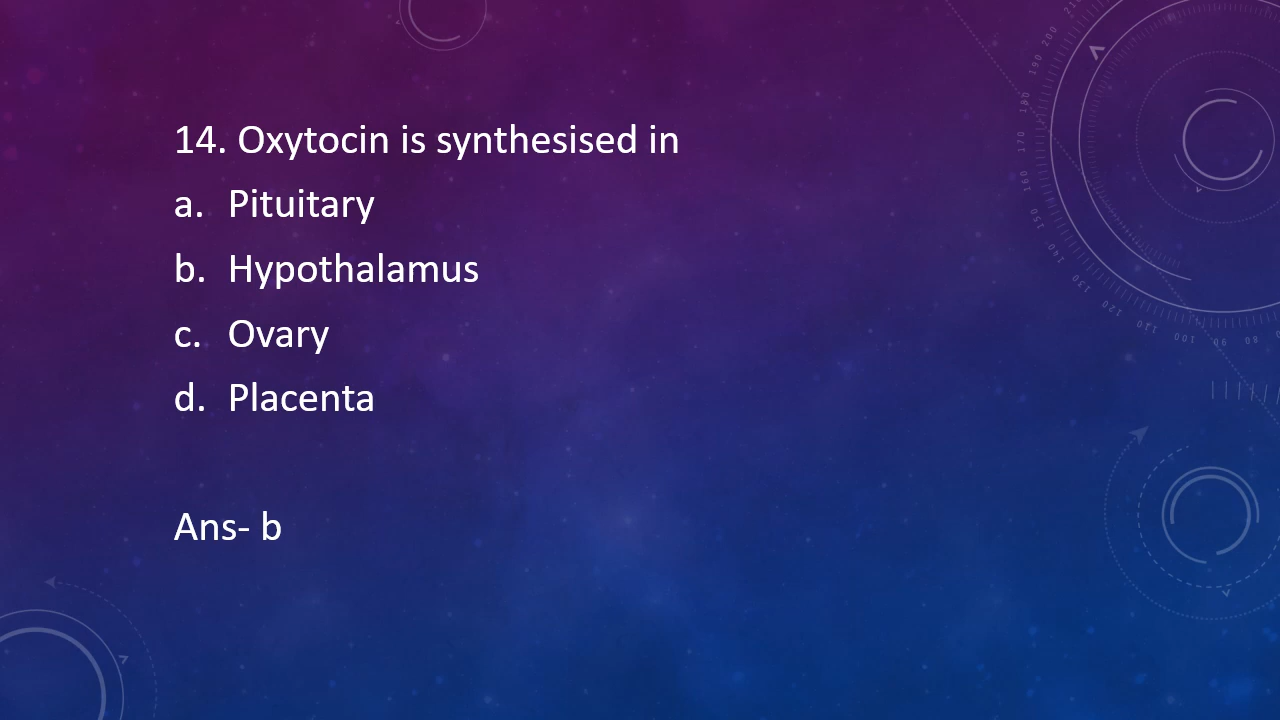 14. Oxytocin is synthesised in
a. Pituitary
b. Hypothalamus
c. Ovary
d. Placenta
Ans- b